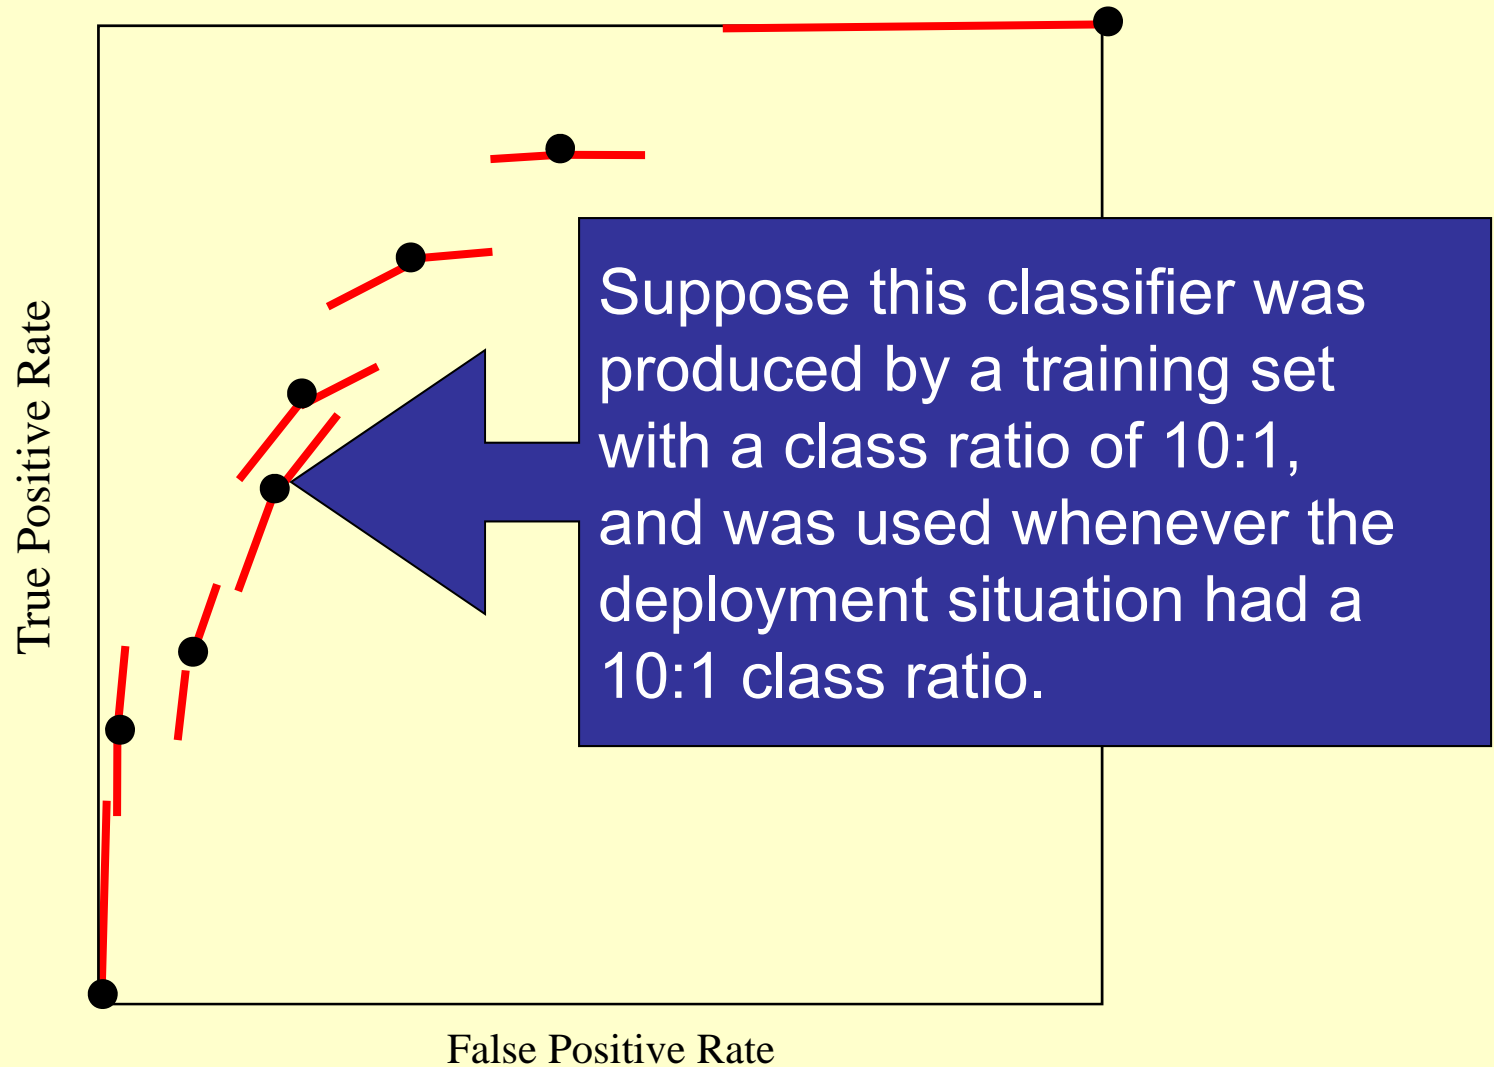 True Positive Rate
Suppose this classifier was
produced by a training set
with a class ratio of 10:1,
and was used whenever the
deployment situation had a
10:1 class ratio.
False Positive Rate